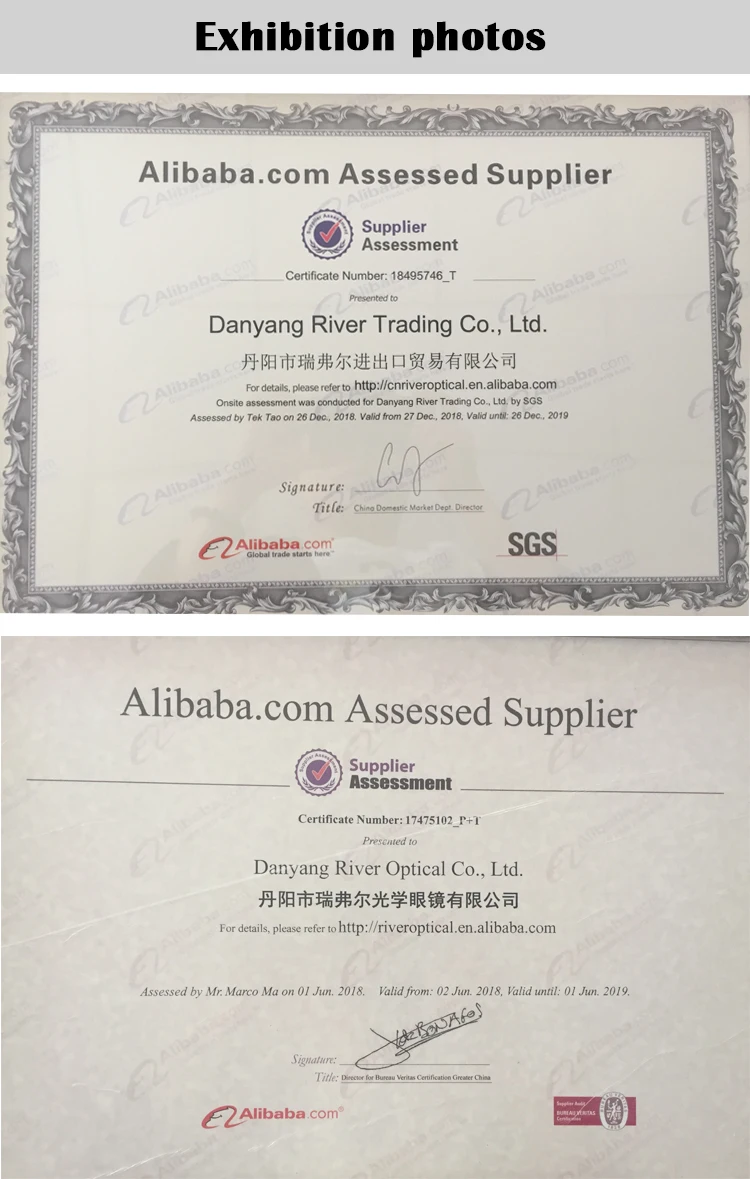 Exhibition photos
Alibaba.com Assessed Supplier
Supplier
Assessment
Certificate Number: 18495746_T
Presented to
Danyang River Trading Co., Ltd.
丹阳市瑞弗尔进出口贸易有限公司
For details, please refer to http://cnriveroptical.en.alibaba.com
Onsite assessment was conducted for Danyang River Trading Co., Ltd. by SGS
Assessed by Tek Tao on 26 Dec., 2018. Valid from 27 Dec., 2018, Valid until: 26 Dec., 2019
Signature:
Title: China Domestic Market Dept. Director
Alibaba.com
Global trade starts here
SGS
Alibaba.com Assessed Supplier
Supplier
Assessment
Certificate Number: 17475102_P+T
Presented to
Danyang River Optical Co., Ltd.
丹阳市瑞弗尔光学眼镜有限公司
For details, please refer to http://riveroptical.en.alibaba.com
Assessed by Mr. Marco Ma on 01 Jun. 2018. Valid from: 02 Jun. 2018, Valid until: 01 Jun. 2019.
Signature:
Title: Director for Bureau Veritas Certification Greater China
Alibaba.com
Supplier Audit
BUREAU VERITAS
Certification